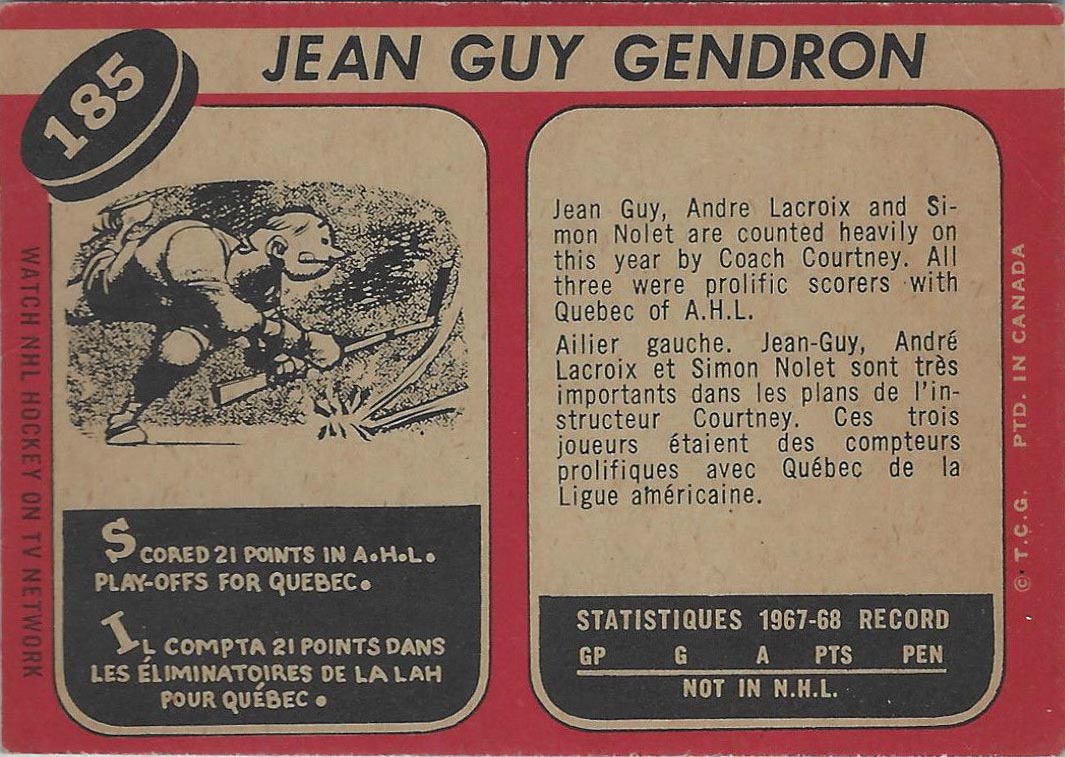 185
JEAN GUY GENDRON
WATCH NHL HOCKEY ON TV NETWORK
SCORED 21 POINTS IN A.H.L.
PLAY-OFFS FOR QUEBEC.
IL COMPTA 21 POINTS DANS
LES ÉLIMINATOIRES DE LA LAH
POUR QUÉBEC.
Jean Guy, Andre Lacroix and Si-
mon Nolet are counted heavily on
this year by Coach Courtney. All
three were prolific scorers with
Quebec of A.H.L.
Ailier gauche. Jean-Guy, André
Lacroix et Simon Nolet sont très
importants dans les plans de l'in-
structeur Courtney. Ces trois
joueurs étaient des compteurs
prolifiques avec Québec de la
Ligue américaine.
STATISTIQUES 1967-68 RECORD
GP G A PTS PEN
NOT IN N.H.L.
© T.C.G. PTD. IN CANADA